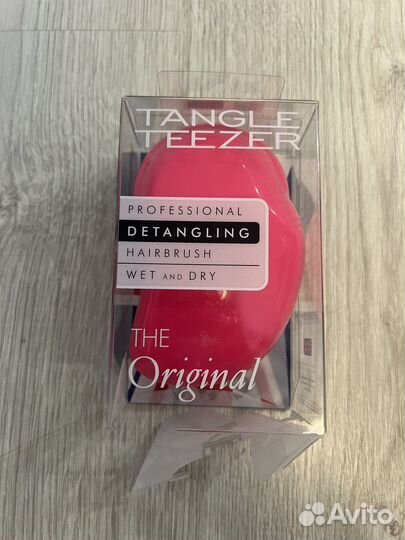 TANGLE
TEEZER
PROFESSIONAL
DETANGLING
HAIRBRUSH
WET AND DRY
THE
Original
Avito